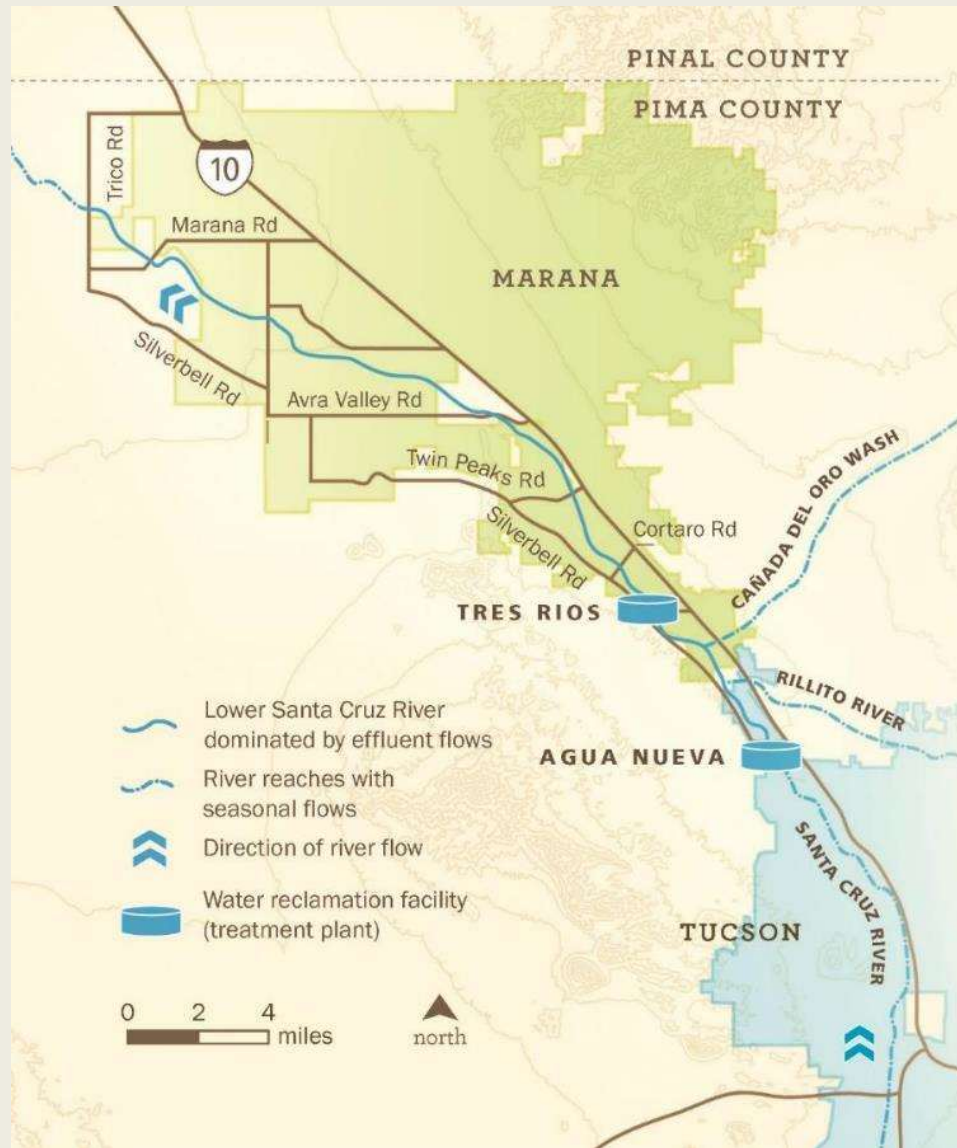 PINAL COUNTY
PIMA COUNTY
Trico Rd
10
Marana Rd
MARANA
Silverbell Rd
Avra Valley Rd
Twin Peaks Rd
Silverbell Rd
Cortaro Rd
CAÑADA DEL ORO WASH
TRES RIOS
RILLITO RIVER
AGUA NUEVA
SANTA CRUZ RIVER
TUCSON
Lower Santa Cruz River
dominated by effluent flows
River reaches with
seasonal flows
Direction of river flow
Water reclamation facility
(treatment plant)
0 2 4
miles
north